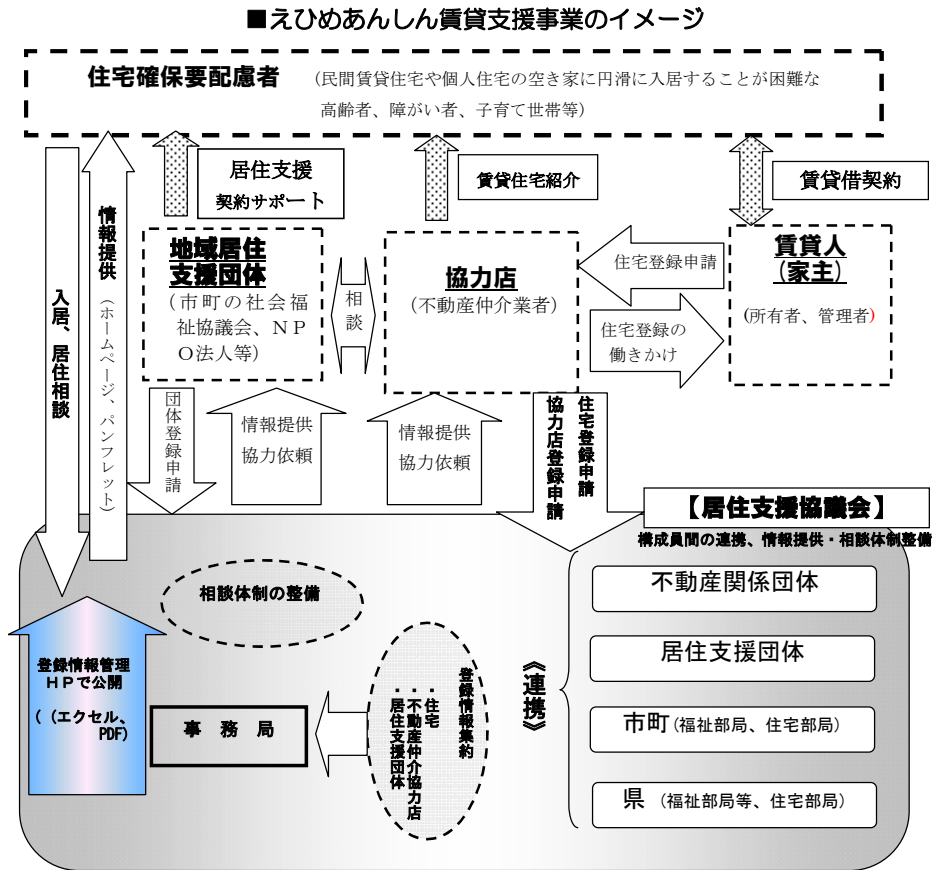 ■えひめあんしん賃貸支援事業のイメージ
住宅確保要配慮者 (民間賃貸住宅や個人住宅の空き家に円滑に入居することが困難な
高齢者、障がい者、子育て世帯等)
居住支援
契約サポート
賃貸住宅紹介
賃貸借契約
入居、居住相談
情報提供(ホームページ、パンフレット)
地域居住
支援団体
(市町の社会福
祉協議会、NP
O法人等)
相談
協力店
(不動産仲介業者)
住宅登録申請
住宅登録の
働きかけ
賃貸人
(家主)
(所有者、管理者)
団体登録申請
情報提供
協力依頼
情報提供
協力依頼
住宅登録申請
協力店登録申請
【居住支援協議会】
構成員間の連携、情報提供・相談体制整備
相談体制の整備
不動産関係団体
居住支援団体
市町(福祉部局、住宅部局)
県 (福祉部局等、住宅部局)
《連携》
登録情報集約
・住宅
・不動産仲介協力店
・居住支援団体
事 務 局
登録情報管理
HPで公開
((エクセル、
PDF)